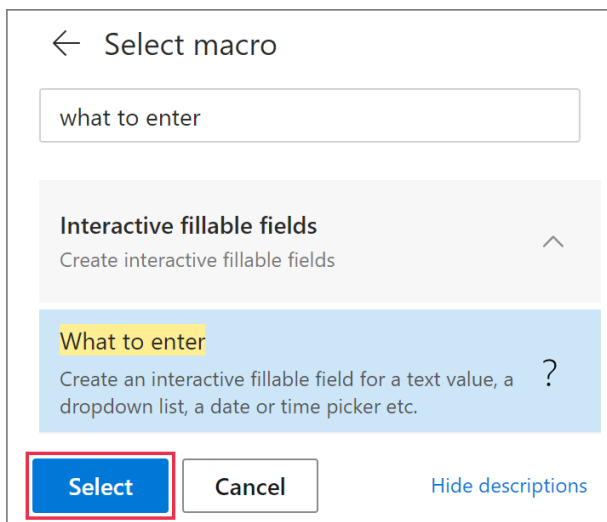 Select macro
what to enter
Interactive fillable fields
Create interactive fillable fields
What to enter
Create an interactive fillable field for a text value, a
dropdown list, a date or time picker etc.
?
Select
Cancel
Hide descriptions